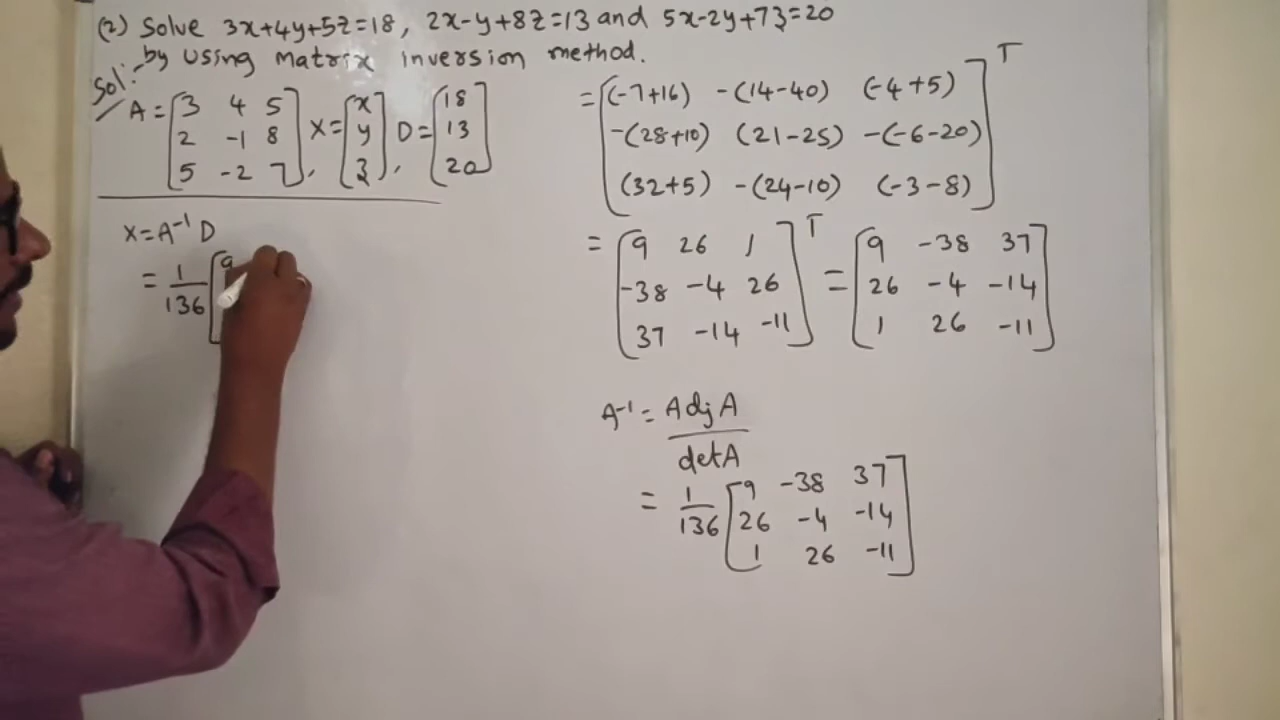 (2) Solve 3x+4y+5z=18, 2x-y+8z=13 and 5x-2y+7z=20
by using matrix inversion method.
Sol:-
A = [3 4 5
2 -1 8
5 -2 7], X = [x
y
z], D = [18
13
20]
X = A⁻¹ D
= 1/136 [9
= [(-7+16) -(14-40) (-4+5)
-(28+10) (21-25) -(-6-20)
(32+5) -(24-10) (-3-8)]ᵀ
= [9 26 1
-38 -4 26
37 -14 -11]ᵀ = [9 -38 37
26 -4 -14
1 26 -11]
A⁻¹ = Adj A / det A
= 1/136 [9 -38 37
26 -4 -14
1 26 -11]